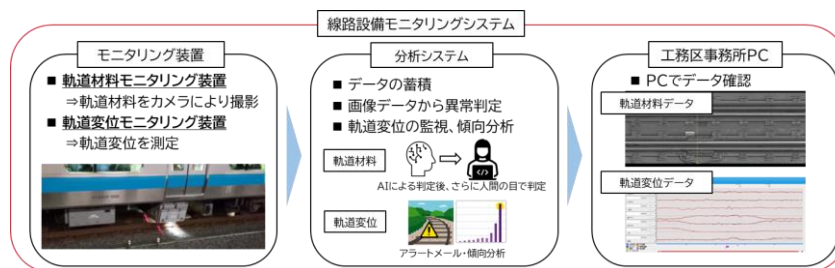 線路設備モニタリングシステム
モニタリング装置
■ 軌道材料モニタリング装置
⇒軌道材料をカメラにより撮影
■ 軌道変位モニタリング装置
⇒軌道変位を測定
分析システム
■ データの蓄積
■ 画像データから異常判定
■ 軌道変位の監視、傾向分析
軌道材料
AIによる判定後、さらに人間の目で判定
軌道変位
アラートメール・傾向分析
工務区事務所PC
■ PCでデータ確認
軌道材料データ
軌道変位データ